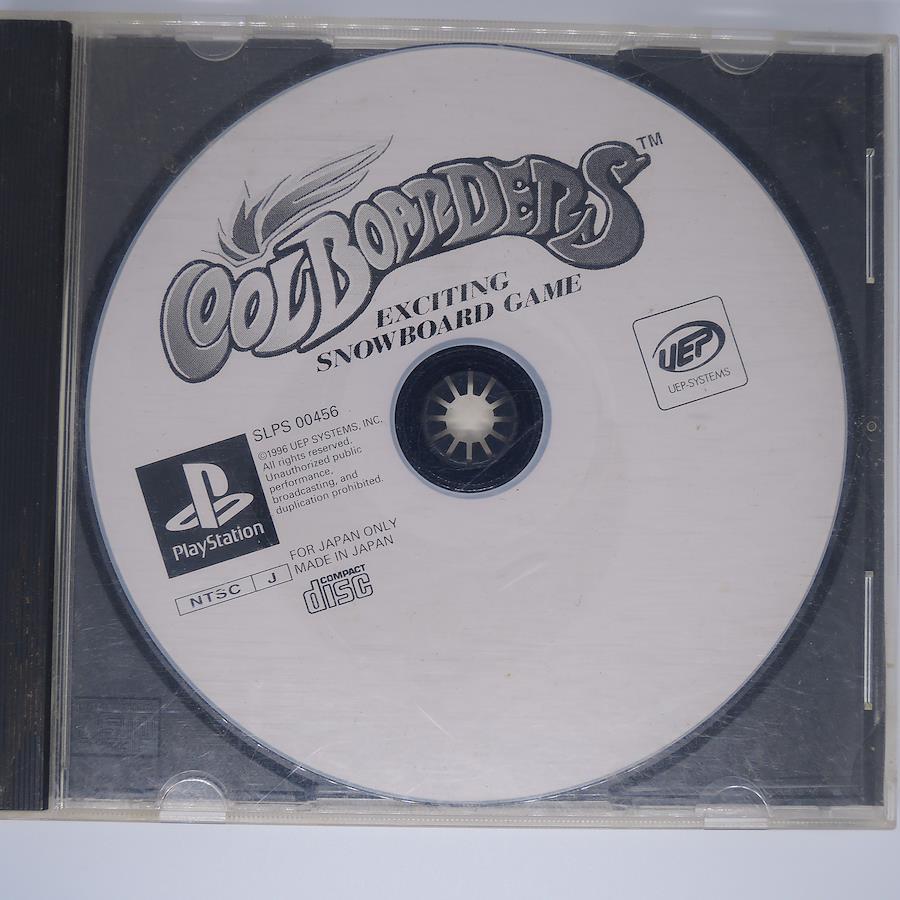 COOLBOARDERS™
EXCITING
SNOWBOARD GAME
UEP
UEP-SYSTEMS
SLPS 00456
©1996 UEP SYSTEMS, INC.
All rights reserved.
Unauthorized public
performance,
broadcasting, and
duplication prohibited.
PlayStation
FOR JAPAN ONLY
MADE IN JAPAN
NTSC J
COMPACT
disc